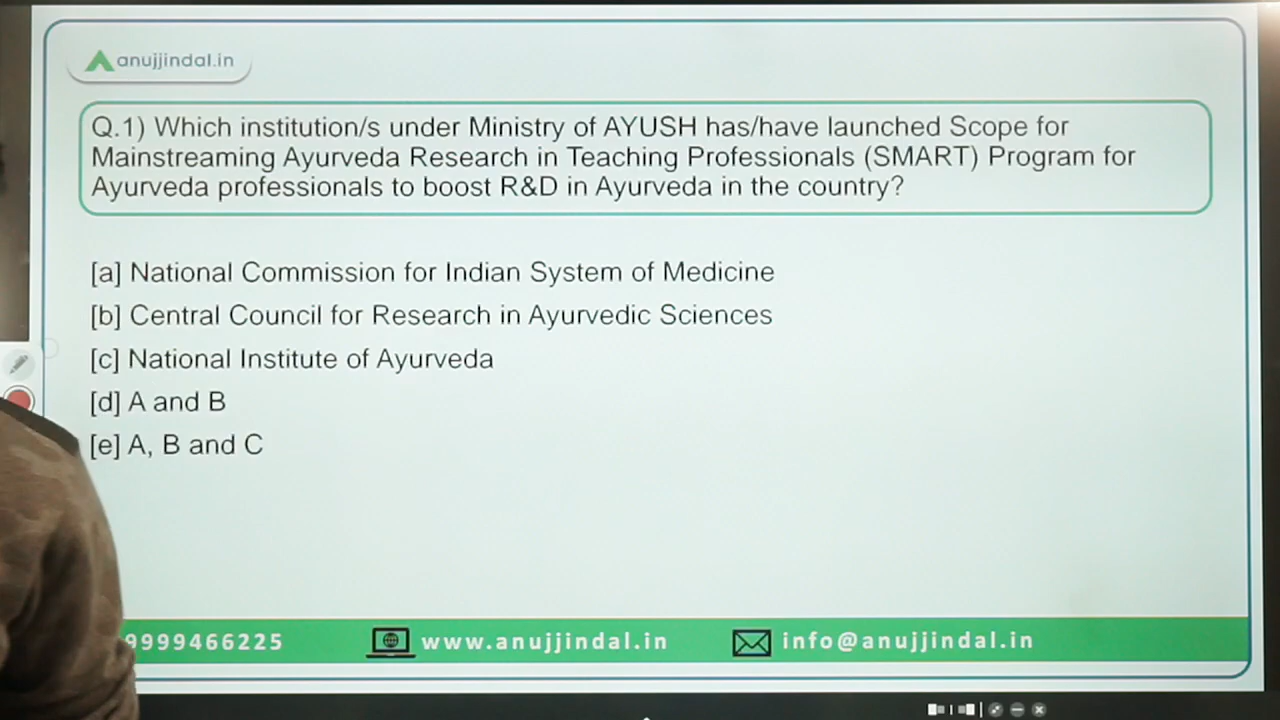 anujjindal.in
Q.1) Which institution/s under Ministry of AYUSH has/have launched Scope for
Mainstreaming Ayurveda Research in Teaching Professionals (SMART) Program for
Ayurveda professionals to boost R&D in Ayurveda in the country?
[a] National Commission for Indian System of Medicine
[b] Central Council for Research in Ayurvedic Sciences
[c] National Institute of Ayurveda
[d] A and B
[e] A, B and C
9999466225 www.anujjindal.in info@anujjindal.in